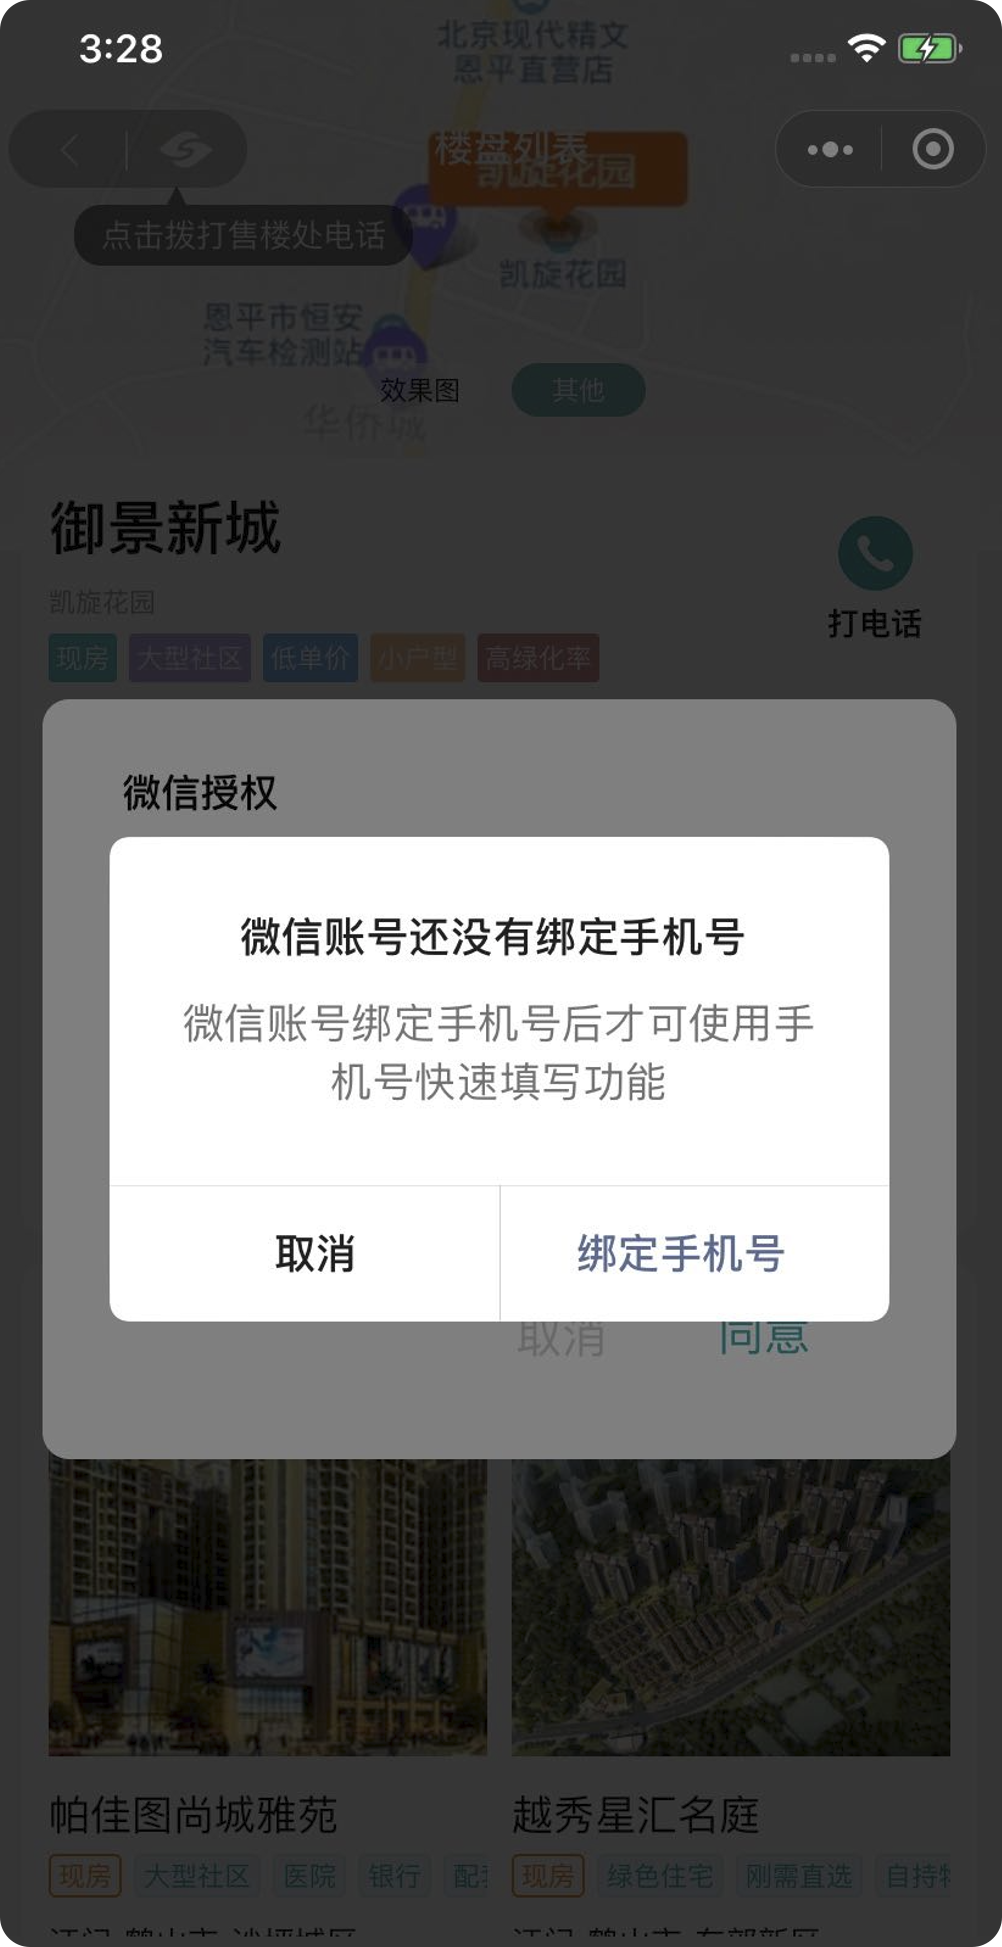 3:28
北京现代精文
恩平直营店
楼盘列表
凯旋花园
点击拨打售楼处电话
凯旋花园
恩平市恒安
汽车检测站
效果图
其他
华侨城
御景新城
凯旋花园
打电话
现房 大型社区 低单价 小户型 高绿化率
微信授权
微信账号还没有绑定手机号
微信账号绑定手机号后才可使用手
机号快速填写功能
取消 绑定手机号
取消 同意
帕佳图尚城雅苑 越秀星汇名庭
现房 大型社区 医院 银行 配 现房 绿色住宅 刚需直选 自持